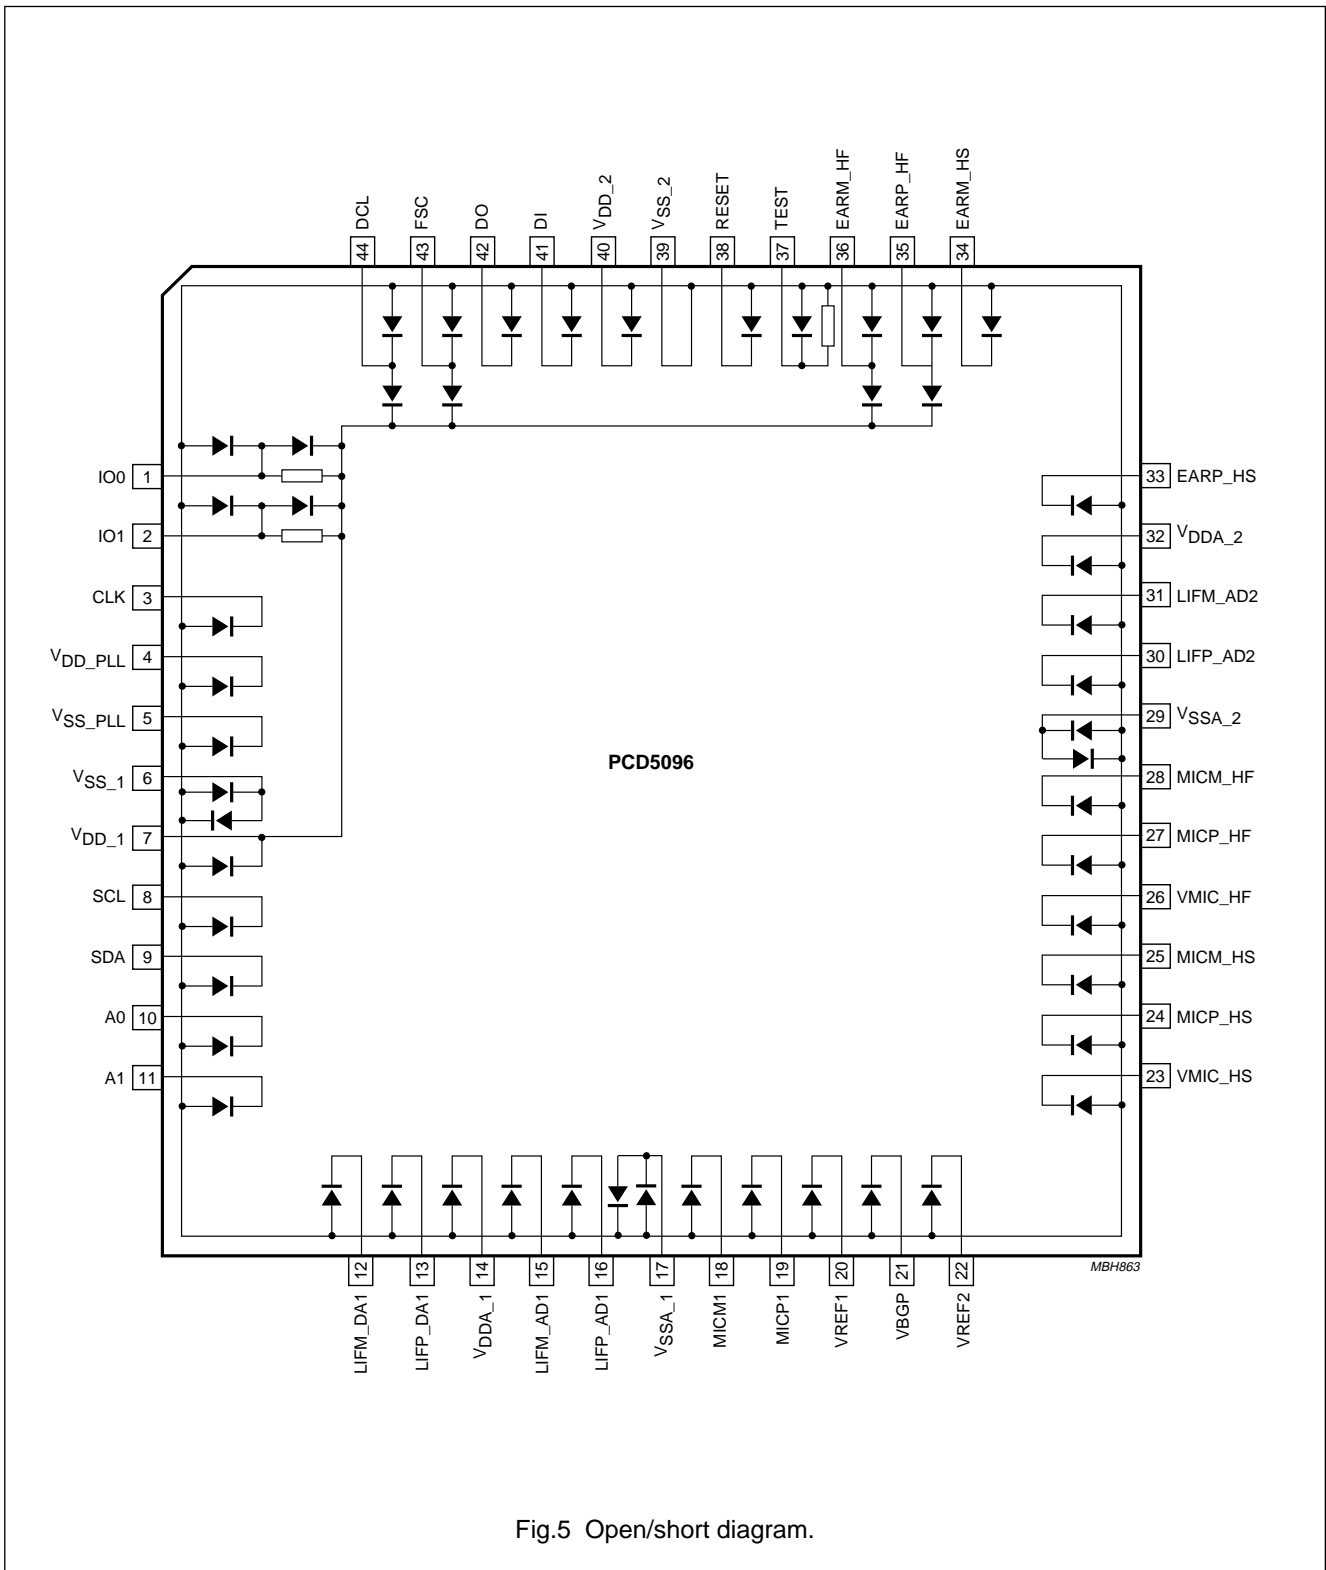 44 DCL
43 FSC
42 DO
41 DI
40 VDD_2
39 VSS_2
38 RESET
37 TEST
36 EARM_HF
35 EARP_HF
34 EARM_HS
IO0 1
IO1 2
CLK 3
VDD_PLL 4
VSS_PLL 5
VSS_1 6
VDD_1 7
SCL 8
SDA 9
A0 10
A1 11
PCD5096
33 EARP_HS
32 VDDA_2
31 LIFM_AD2
30 LIFP_AD2
29 VSSA_2
28 MICM_HF
27 MICP_HF
26 VMIC_HF
25 MICM_HS
24 MICP_HS
23 VMIC_HS
LIFM_DA1 12
LIFP_DA1 13
VDDA_1 14
LIFM_AD1 15
LIFP_AD1 16
VSSA_1 17
MICM1 18
MICP1 19
VREF1 20
VBGP 21
VREF2 22
MBH863
Fig.5 Open/short diagram.